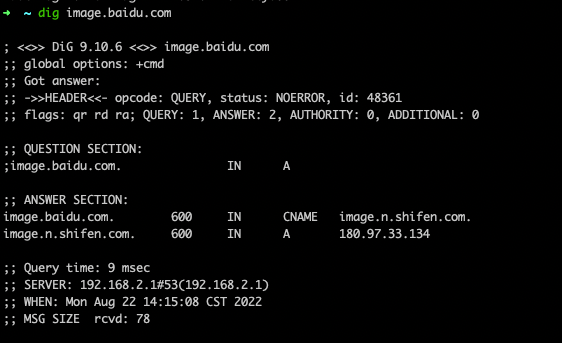 ➜  ~ dig image.baidu.com
; <<>> DiG 9.10.6 <<>> image.baidu.com
;; global options: +cmd
;; Got answer:
;; ->>HEADER<<- opcode: QUERY, status: NOERROR, id: 48361
;; flags: qr rd ra; QUERY: 1, ANSWER: 2, AUTHORITY: 0, ADDITIONAL: 0
;; QUESTION SECTION:
;image.baidu.com. IN A
;; ANSWER SECTION:
image.baidu.com. 600 IN CNAME image.n.shifen.com.
image.n.shifen.com. 600 IN A 180.97.33.134
;; Query time: 9 msec
;; SERVER: 192.168.2.1#53(192.168.2.1)
;; WHEN: Mon Aug 22 14:15:08 CST 2022
;; MSG SIZE  rcvd: 78